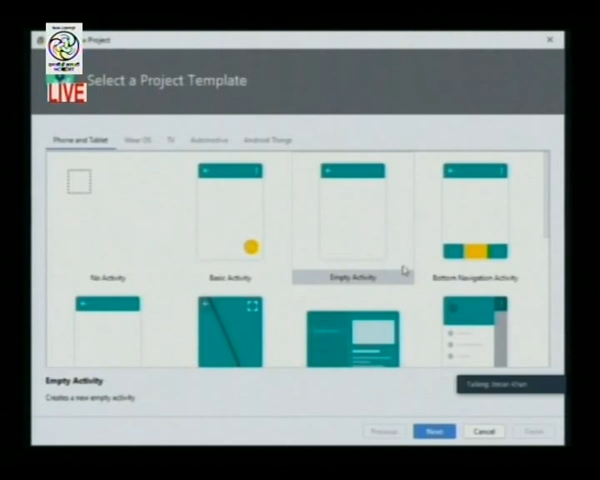 a Project
LIVE
Select a Project Template
Phone and Tablet
Wear OS
TV
Automotive
Android Things
No Activity
Basic Activity
Empty Activity
Bottom Navigation Activity
Empty Activity
Creates a new empty activity
Previous
Next
Cancel
Finish